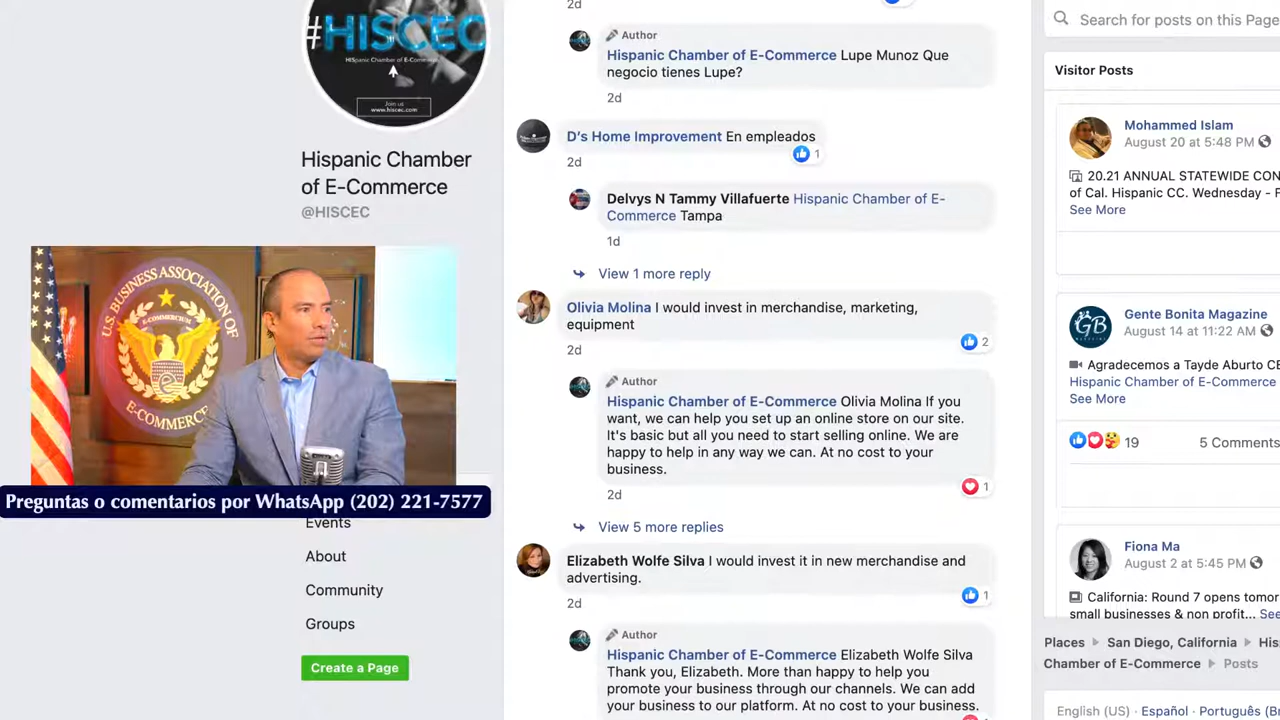 #HISCEC
HISpanic Chamber of E-Commerce
Join us
www.hiscec.com
Hispanic Chamber
of E-Commerce
@HISCEC
U.S. BUSINESS ASSOCIATION OF
E-COMMERCIUM
e
E-COMMERCE
Preguntas o comentarios por WhatsApp (202) 221-7577
Events
About
Community
Groups
Create a Page
2d
Author
Hispanic Chamber of E-Commerce Lupe Munoz Que
negocio tienes Lupe?
2d
D's Home Improvement En empleados
1
2d
Delvys N Tammy Villafuerte Hispanic Chamber of E-
Commerce Tampa
1d
View 1 more reply
Olivia Molina I would invest in merchandise, marketing,
equipment
2
2d
Author
Hispanic Chamber of E-Commerce Olivia Molina If you
want, we can help you set up an online store on our site.
It's basic but all you need to start selling online. We are
happy to help in any way we can. At no cost to your
business.
1
2d
View 5 more replies
Elizabeth Wolfe Silva I would invest it in new merchandise and
advertising.
1
2d
Author
Hispanic Chamber of E-Commerce Elizabeth Wolfe Silva
Thank you, Elizabeth. More than happy to help you
promote your business through our channels. We can add
your business to our platform. At no cost to your business.
Search for posts on this Page
Visitor Posts
Mohammed Islam
August 20 at 5:48 PM
20.21 ANNUAL STATEWIDE CON
of Cal. Hispanic CC. Wednesday - F
See More
GB
Gente Bonita Magazine
August 14 at 11:22 AM
Agradecemos a Tayde Aburto CE
Hispanic Chamber of E-Commerce
See More
19
5 Comments
Fiona Ma
August 2 at 5:45 PM
California: Round 7 opens tomor
small businesses & non profit... See
Places San Diego, California His
Chamber of E-Commerce Posts
English (US) · Español · Português (Br